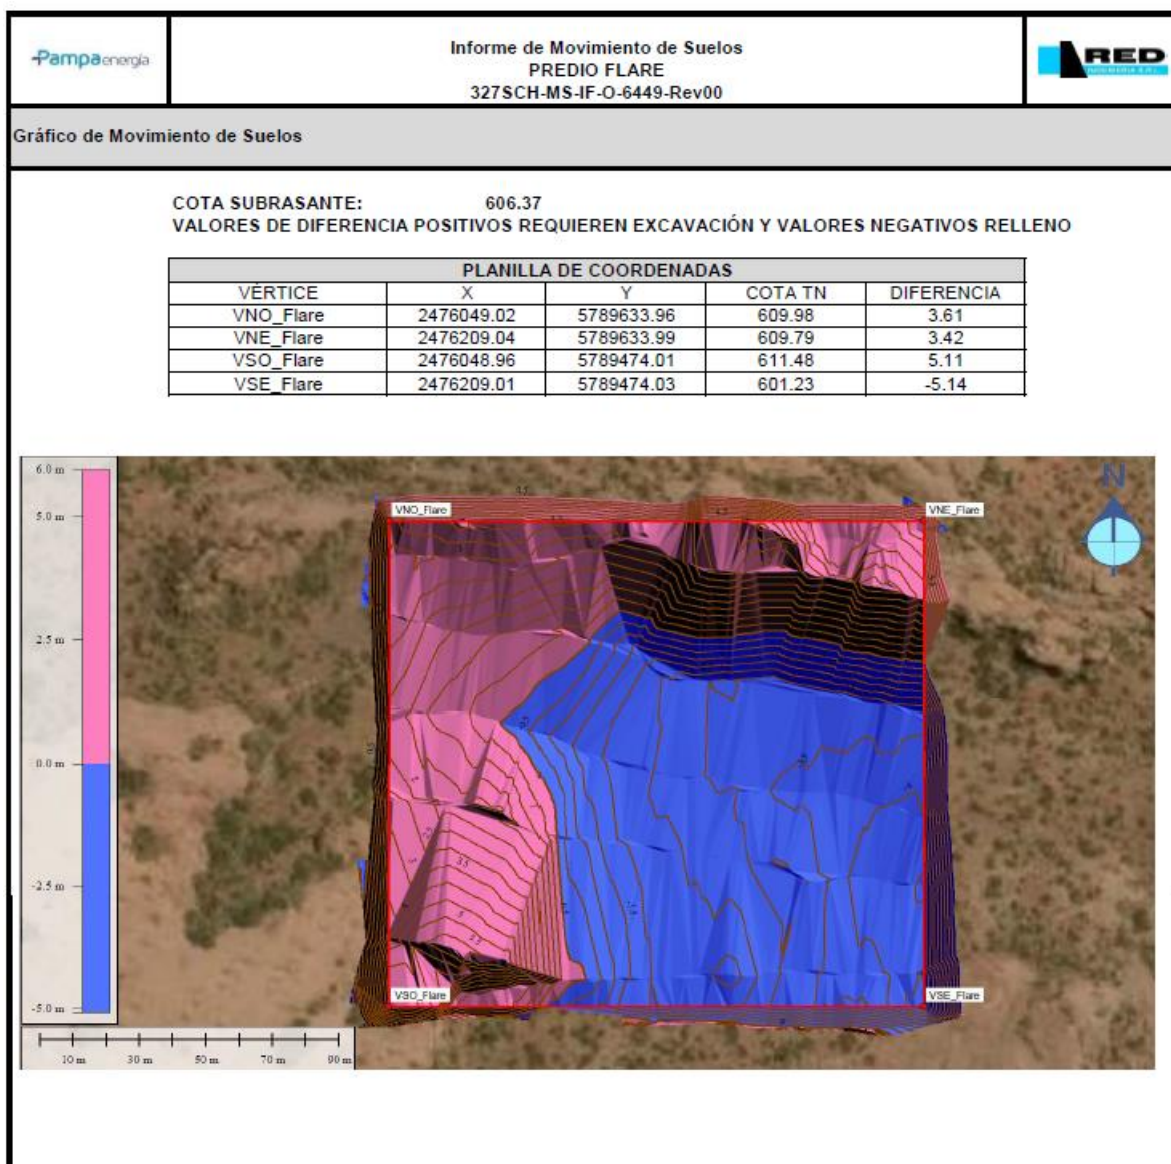 Pampa energía
Informe de Movimiento de Suelos
PREDIO FLARE
327SCH-MS-IF-O-6449-Rev00
RED
INGENIERIA S.R.L.
Gráfico de Movimiento de Suelos
COTA SUBRASANTE: 606.37
VALORES DE DIFERENCIA POSITIVOS REQUIEREN EXCAVACIÓN Y VALORES NEGATIVOS RELLENO
PLANILLA DE COORDENADAS
VÉRTICE X Y COTA TN DIFERENCIA
VNO_Flare 2476049.02 5789633.96 609.98 3.61
VNE_Flare 2476209.04 5789633.99 609.79 3.42
VSO_Flare 2476048.96 5789474.01 611.48 5.11
VSE_Flare 2476209.01 5789474.03 601.23 -5.14
6.0 m
5.0 m
2.5 m
0.0 m
-2.5 m
-5.0 m
N
VNO_Flare
VNE_Flare
VSO_Flare
VSE_Flare
10 m 30 m 50 m 70 m 90 m